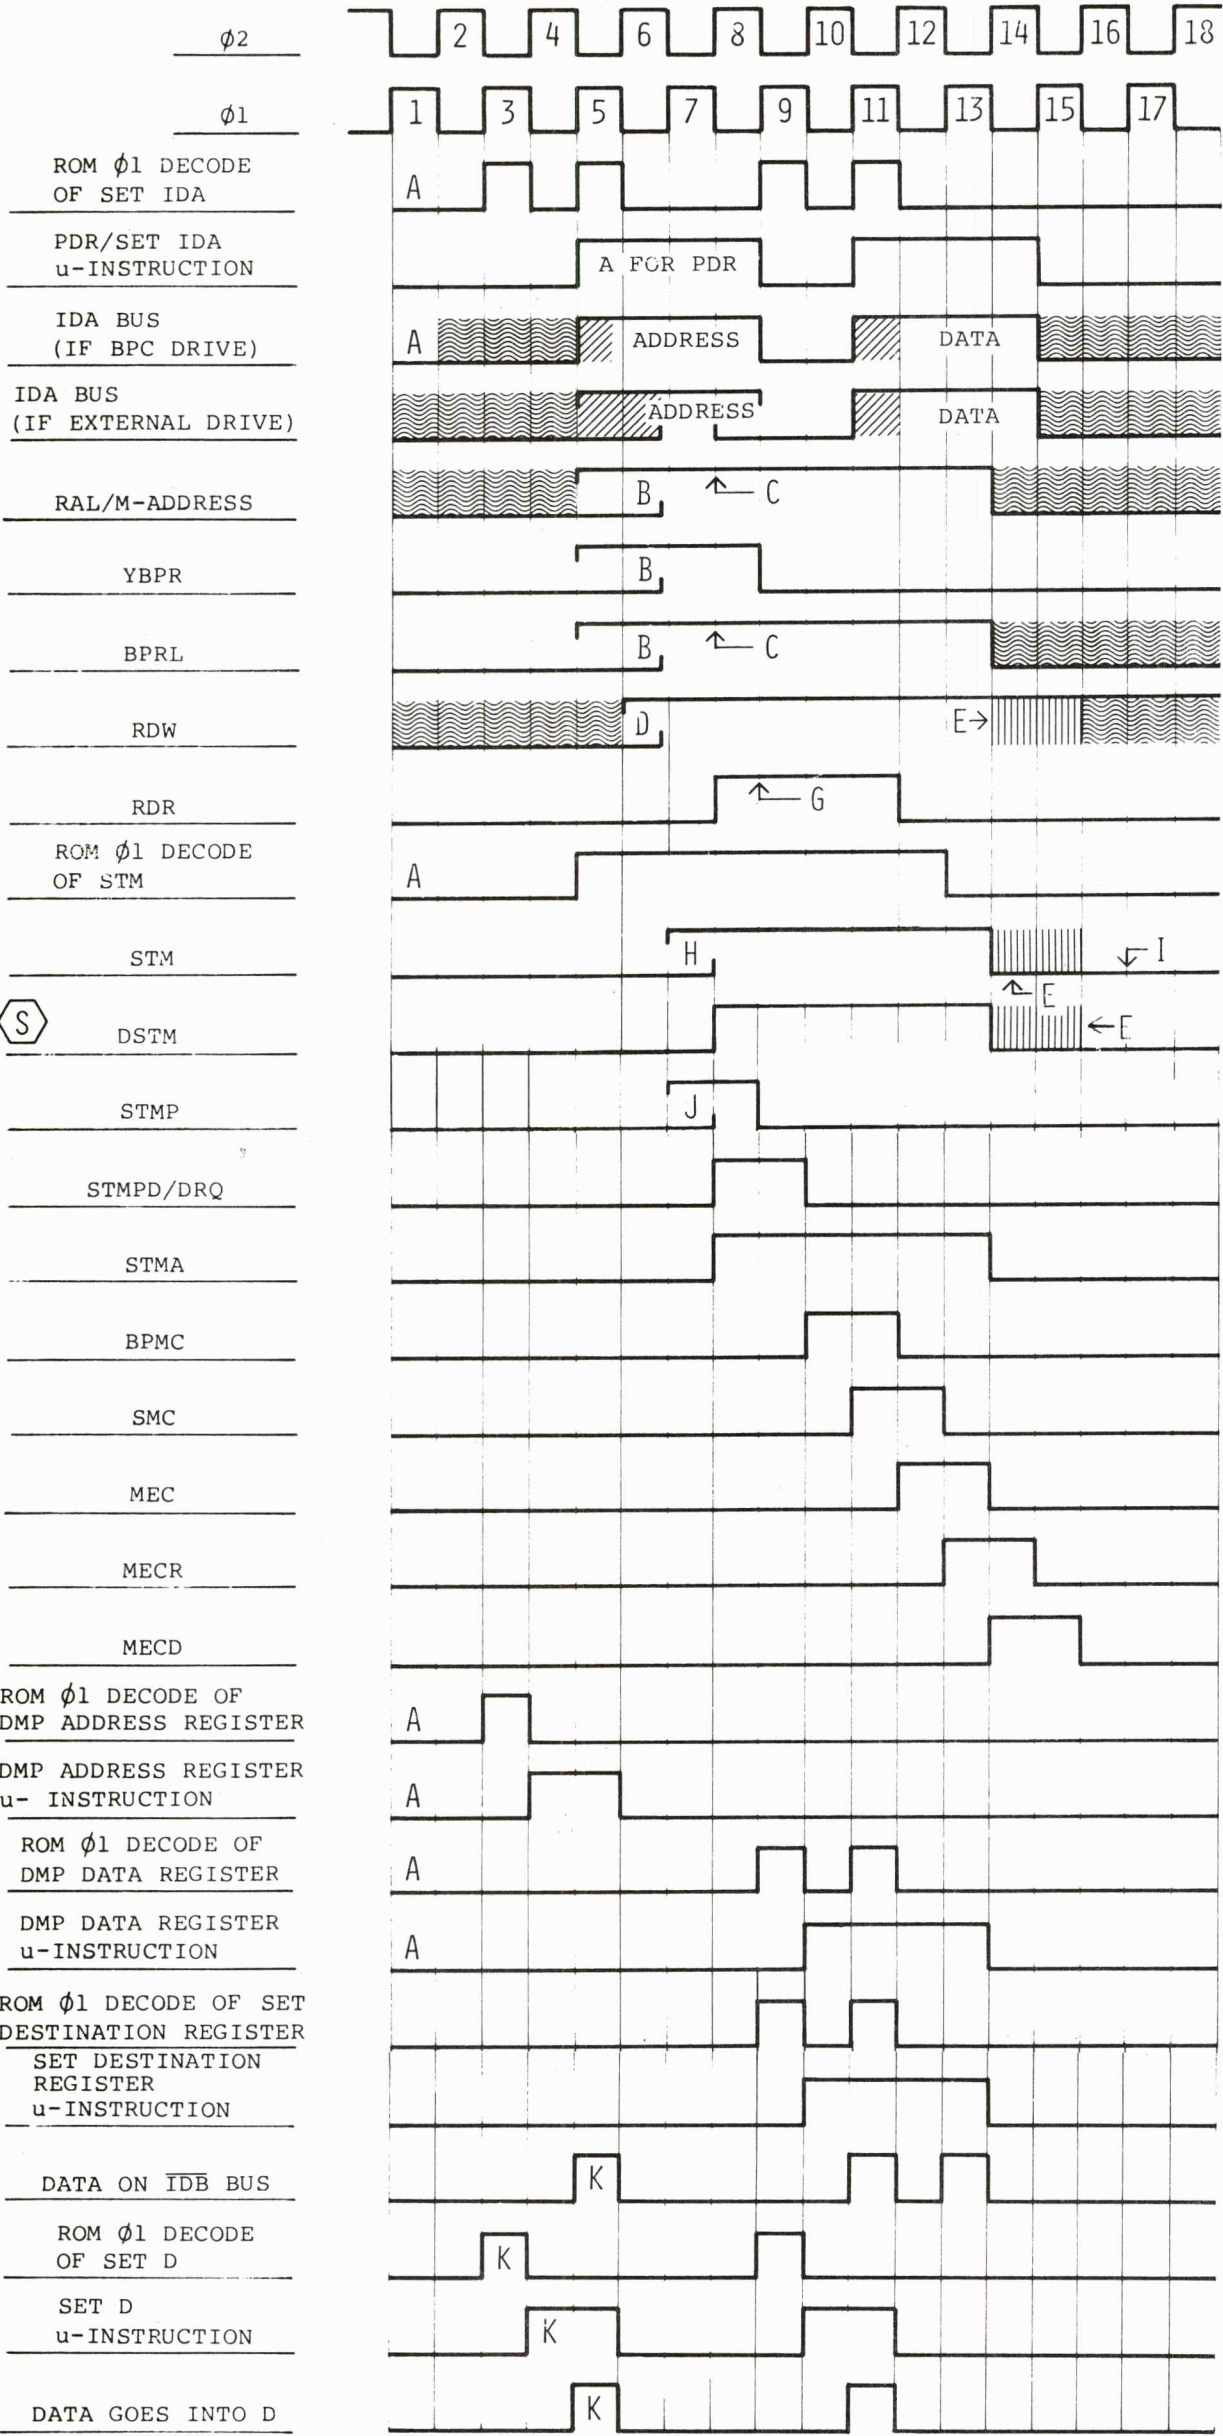 ϕ2 2 4 6 8 10 12 14 16 18
ϕ1 1 3 5 7 9 11 13 15 17
ROM ϕ1 DECODE
OF SET IDA
A
PDR/SET IDA
u-INSTRUCTION
A FOR PDR
IDA BUS
(IF BPC DRIVE)
A ADDRESS DATA
IDA BUS
(IF EXTERNAL DRIVE)
ADDRESS DATA
RAL/M-ADDRESS B C
YBPR B
BPRL B C
RDW D E
RDR G
ROM ϕ1 DECODE
OF STM
A
STM H I
E
S DSTM E
STMP J
STMPD/DRQ
STMA
BPMC
SMC
MEC
MECR
MECD
ROM ϕ1 DECODE OF
DMP ADDRESS REGISTER
A
DMP ADDRESS REGISTER
u- INSTRUCTION
A
ROM ϕ1 DECODE OF
DMP DATA REGISTER
A
DMP DATA REGISTER
u-INSTRUCTION
A
ROM ϕ1 DECODE OF SET
DESTINATION REGISTER
SET DESTINATION
REGISTER
u-INSTRUCTION
DATA ON I̅D̅B̅ BUS K
ROM ϕ1 DECODE
OF SET D
K
SET D
u-INSTRUCTION
K
DATA GOES INTO D K